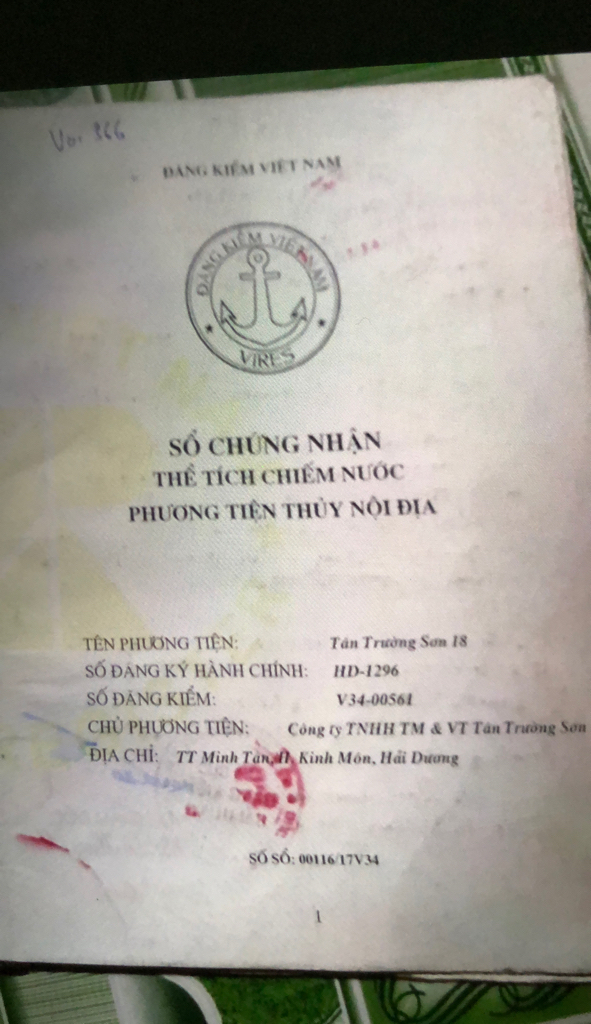 Vo. 366
ĐĂNG KIỂM VIỆT NAM
ĐĂNG KIỂM VIỆT NAM
VIRES
SỔ CHỨNG NHẬN
THỂ TÍCH CHIẾM NƯỚC
PHƯƠNG TIỆN THỦY NỘI ĐỊA
TÊN PHƯƠNG TIỆN: Tân Trường Sơn 18
SỐ ĐĂNG KÝ HÀNH CHÍNH: HD-1296
SỐ ĐĂNG KIỂM: V34-00561
CHỦ PHƯƠNG TIỆN: Công ty TNHH TM & VT Tân Trường Sơn
ĐỊA CHỈ: TT Minh Tân, H. Kinh Môn, Hải Dương
SỐ SỔ: 00116/17V34
1